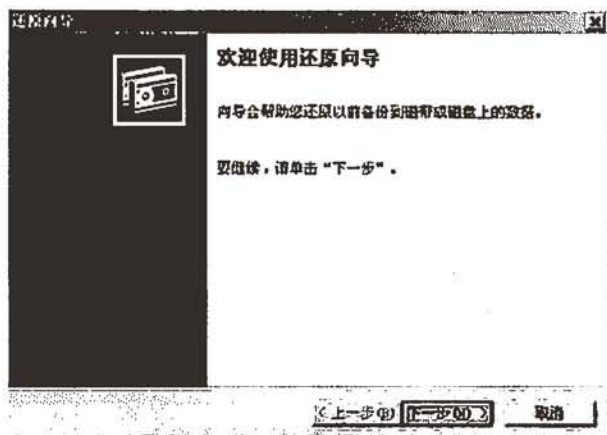 还原向导
欢迎使用还原向导
向导会帮助您还原以前备份到磁带或磁盘上的数据。
要继续，请单击“下一步”。
< 上一步(B)
下一步(N) >
取消